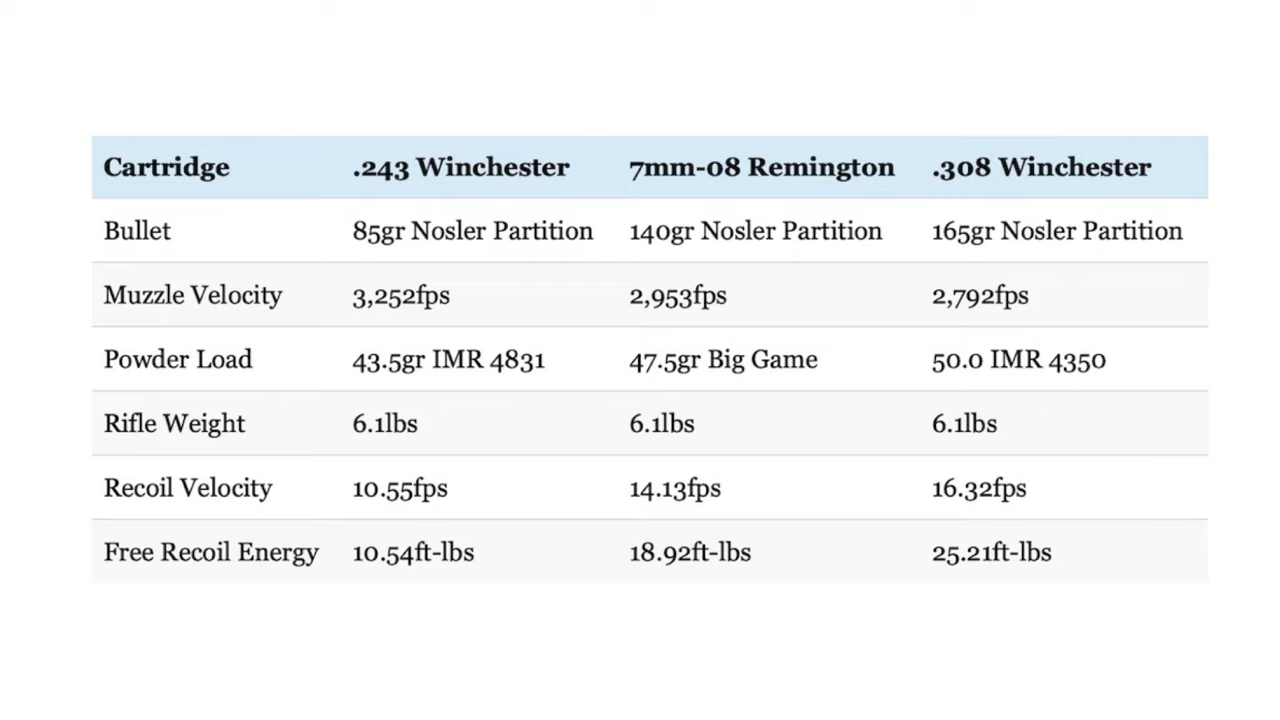 Cartridge .243 Winchester 7mm-08 Remington .308 Winchester
Bullet 85gr Nosler Partition 140gr Nosler Partition 165gr Nosler Partition
Muzzle Velocity 3,252fps 2,953fps 2,792fps
Powder Load 43.5gr IMR 4831 47.5gr Big Game 50.0 IMR 4350
Rifle Weight 6.1lbs 6.1lbs 6.1lbs
Recoil Velocity 10.55fps 14.13fps 16.32fps
Free Recoil Energy 10.54ft-lbs 18.92ft-lbs 25.21ft-lbs